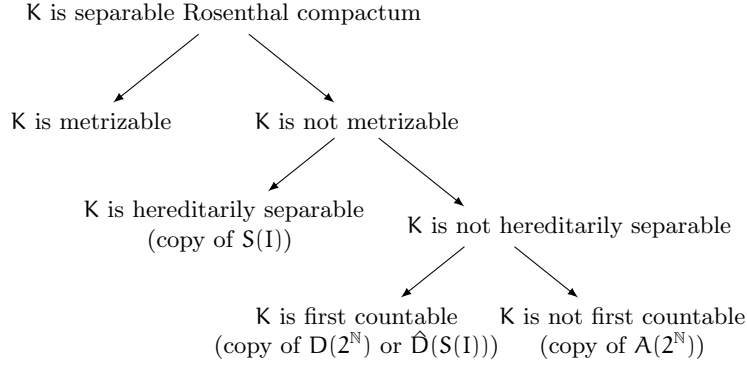 K is separable Rosenthal compactum
K is metrizable
K is not metrizable
K is hereditarily separable
(copy of S(I))
K is not hereditarily separable
K is first countable
(copy of D(2^ℕ) or D̂(S(I)))
K is not first countable
(copy of A(2^ℕ))